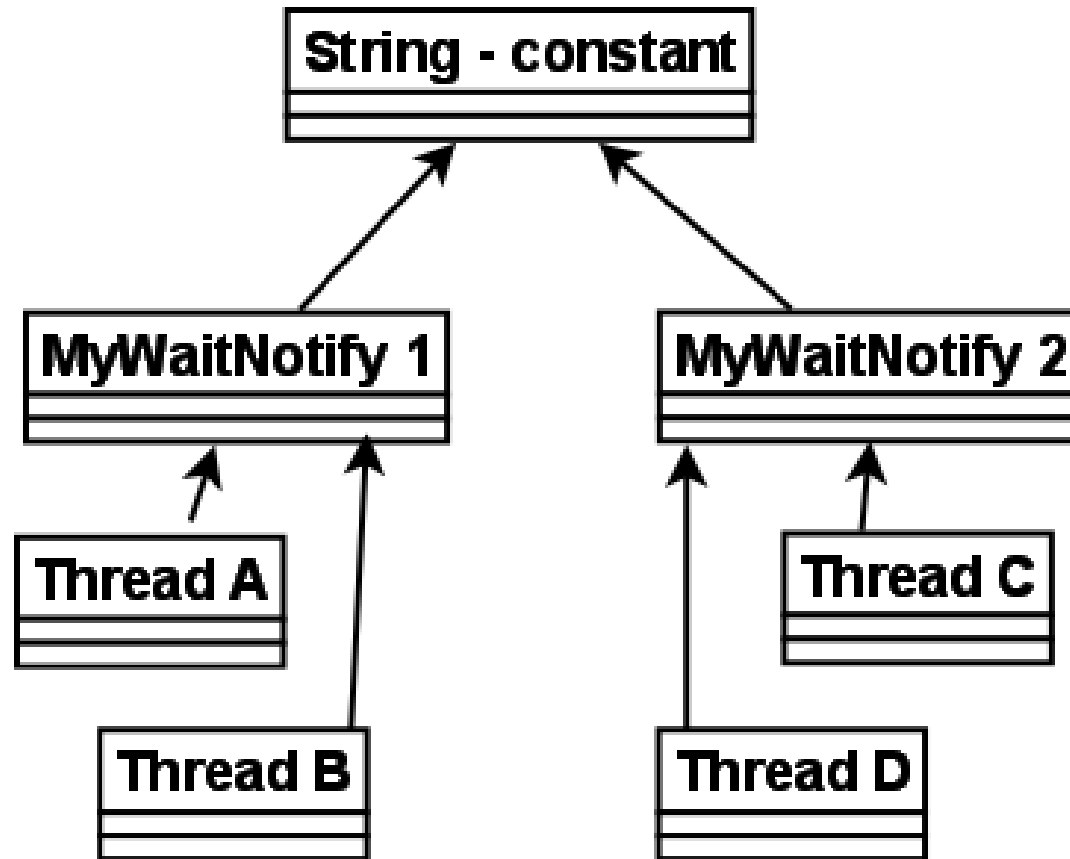 String - constant
MyWaitNotify 1
MyWaitNotify 2
Thread A
Thread C
Thread B
Thread D